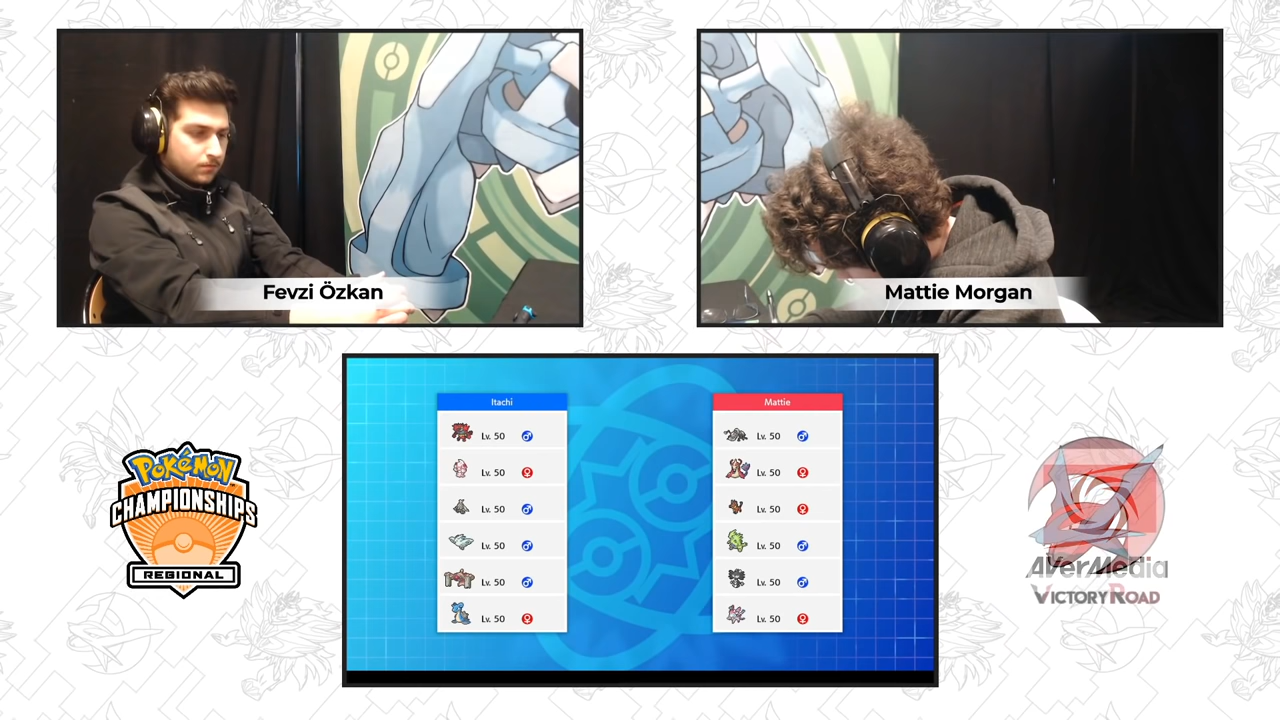 Fevzi Özkan
Mattie Morgan
Itachi
Mattie
Lv. 50 ♂
Lv. 50 ♂
Lv. 50 ♀
Lv. 50 ♀
Lv. 50 ♂
Lv. 50 ♀
Lv. 50 ♂
Lv. 50 ♂
Lv. 50 ♂
Lv. 50 ♂
Lv. 50 ♀
Lv. 50 ♀
Pokémon
CHAMPIONSHIPS
REGIONAL
AVerMedia
VICTORY ROAD